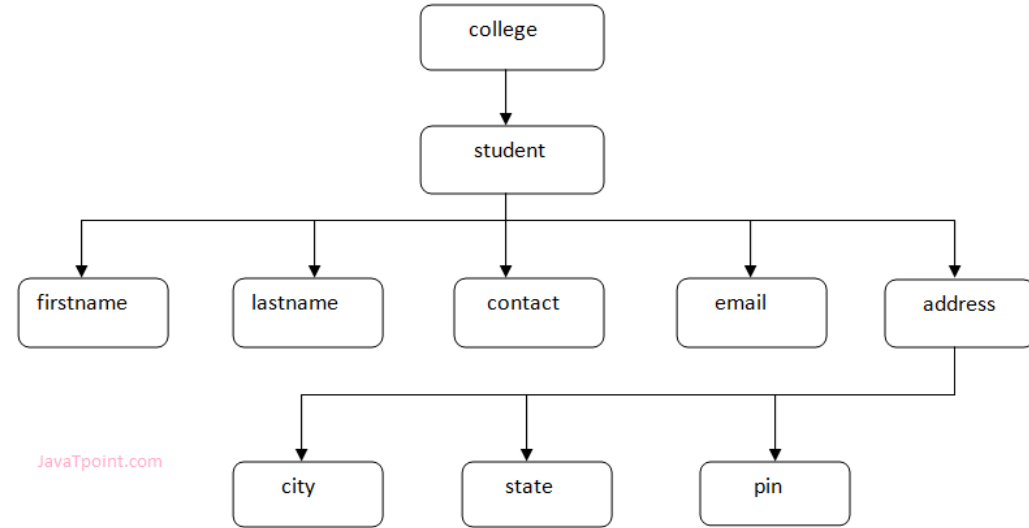 college
student
firstname
lastname
contact
email
address
JavaTpoint.com
city
state
pin